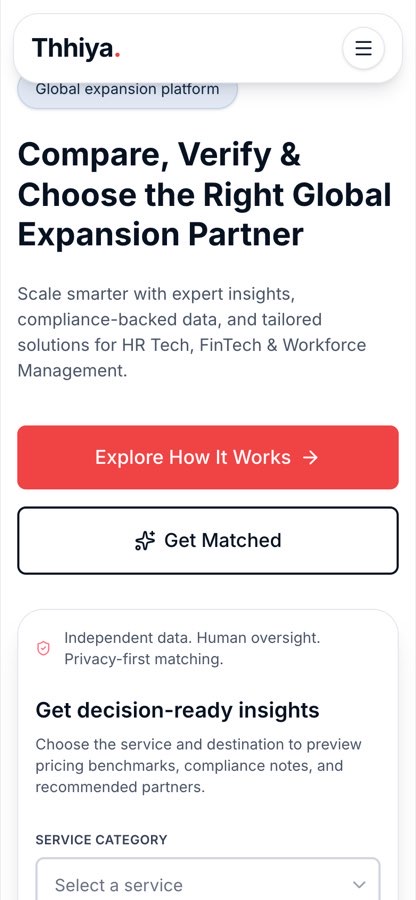 Thhiya.
Global expansion platform
Compare, Verify &
Choose the Right Global
Expansion Partner
Scale smarter with expert insights,
compliance-backed data, and tailored
solutions for HR Tech, FinTech & Workforce
Management.
Explore How It Works →
Get Matched
Independent data. Human oversight.
Privacy-first matching.
Get decision-ready insights
Choose the service and destination to preview
pricing benchmarks, compliance notes, and
recommended partners.
SERVICE CATEGORY
Select a service